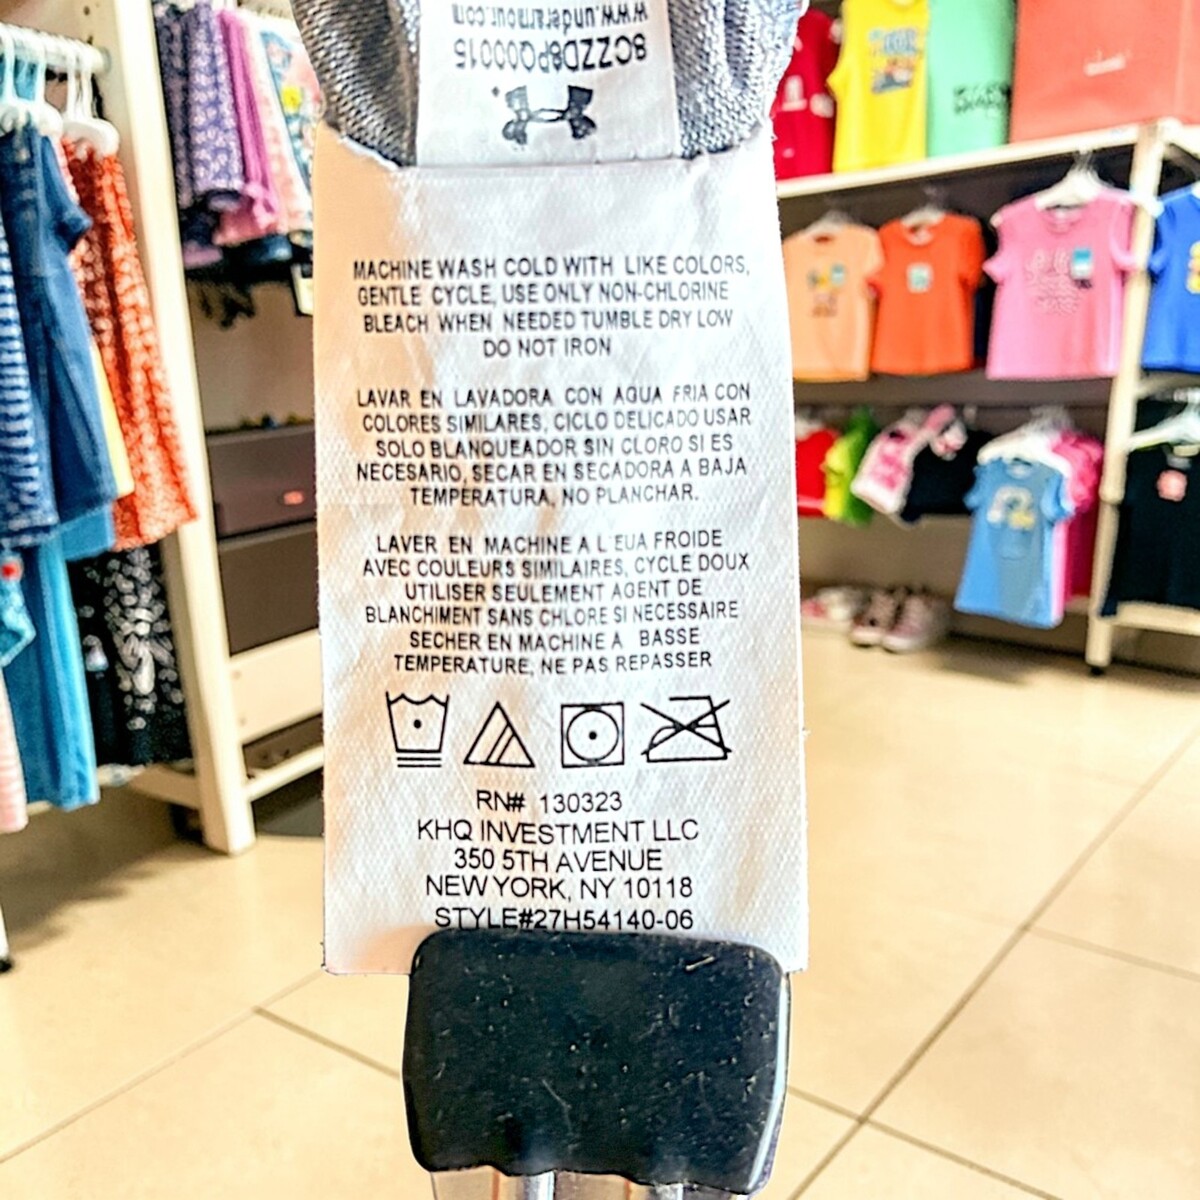 www.underarmour.com
8CZZD8PQ00015
MACHINE WASH COLD WITH LIKE COLORS,
GENTLE CYCLE, USE ONLY NON-CHLORINE
BLEACH WHEN NEEDED TUMBLE DRY LOW
DO NOT IRON
LAVAR EN LAVADORA CON AGUA FRIA CON
COLORES SIMILARES, CICLO DELICADO USAR
SOLO BLANQUEADOR SIN CLORO SI ES
NECESARIO, SECAR EN SECADORA A BAJA
TEMPERATURA, NO PLANCHAR.
LAVER EN MACHINE A L'EUA FROIDE
AVEC COULEURS SIMILAIRES, CYCLE DOUX
UTILISER SEULEMENT AGENT DE
BLANCHIMENT SANS CHLORE SI NECESSAIRE
SECHER EN MACHINE A BASSE
TEMPERATURE, NE PAS REPASSER
RN# 130323
KHQ INVESTMENT LLC
350 5TH AVENUE
NEW YORK, NY 10118
STYLE#27H54140-06